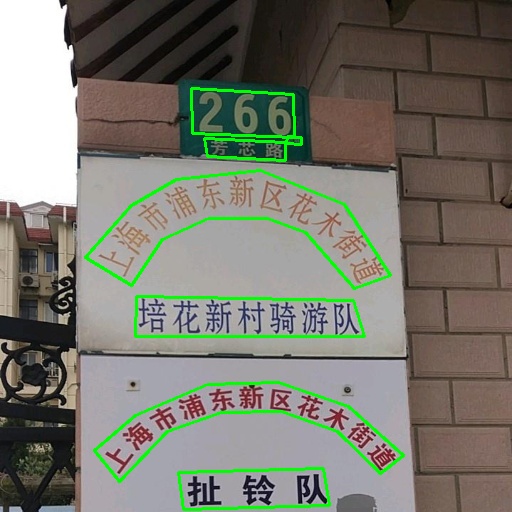 266
芳芯路
上海市浦东新区花木街道
培花新村骑游队
上海市浦东新区花木街道
扯铃队